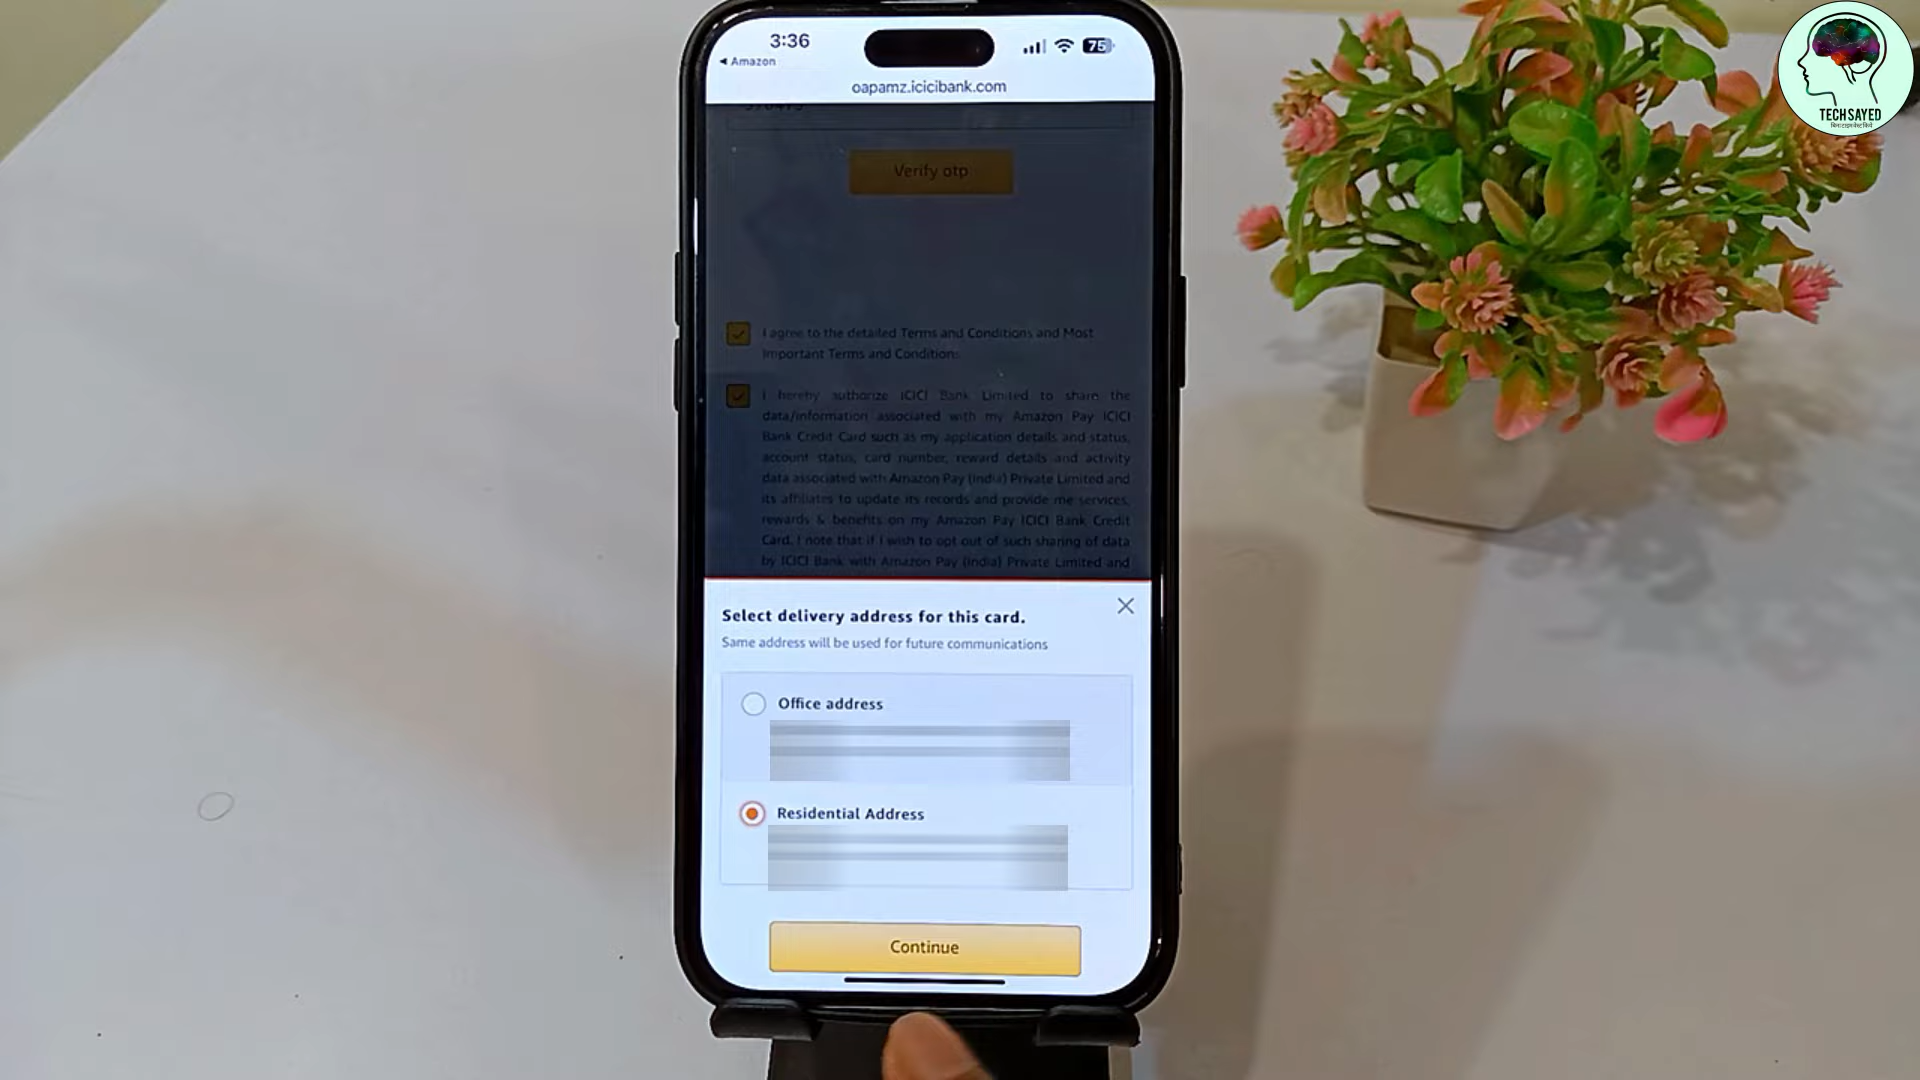 3:36
75
◀ Amazon
oapamz.icicibank.com
Verify otp
I agree to the detailed Terms and Conditions and Most
Important Terms and Conditions.
I hereby authorize ICICI Bank Limited to share the
data/information associated with my Amazon Pay ICICI
Bank Credit Card such as my application details and status,
account status, card number, reward details and activity
data associated with Amazon Pay (India) Private Limited and
its affiliates to update its records and provide me services,
rewards & benefits on my Amazon Pay ICICI Bank Credit
Card. I note that if I wish to opt out of such sharing of data
by ICICI Bank with Amazon Pay (India) Private Limited and
Select delivery address for this card.
Same address will be used for future communications
Office address
Residential Address
Continue
TECH SAYED